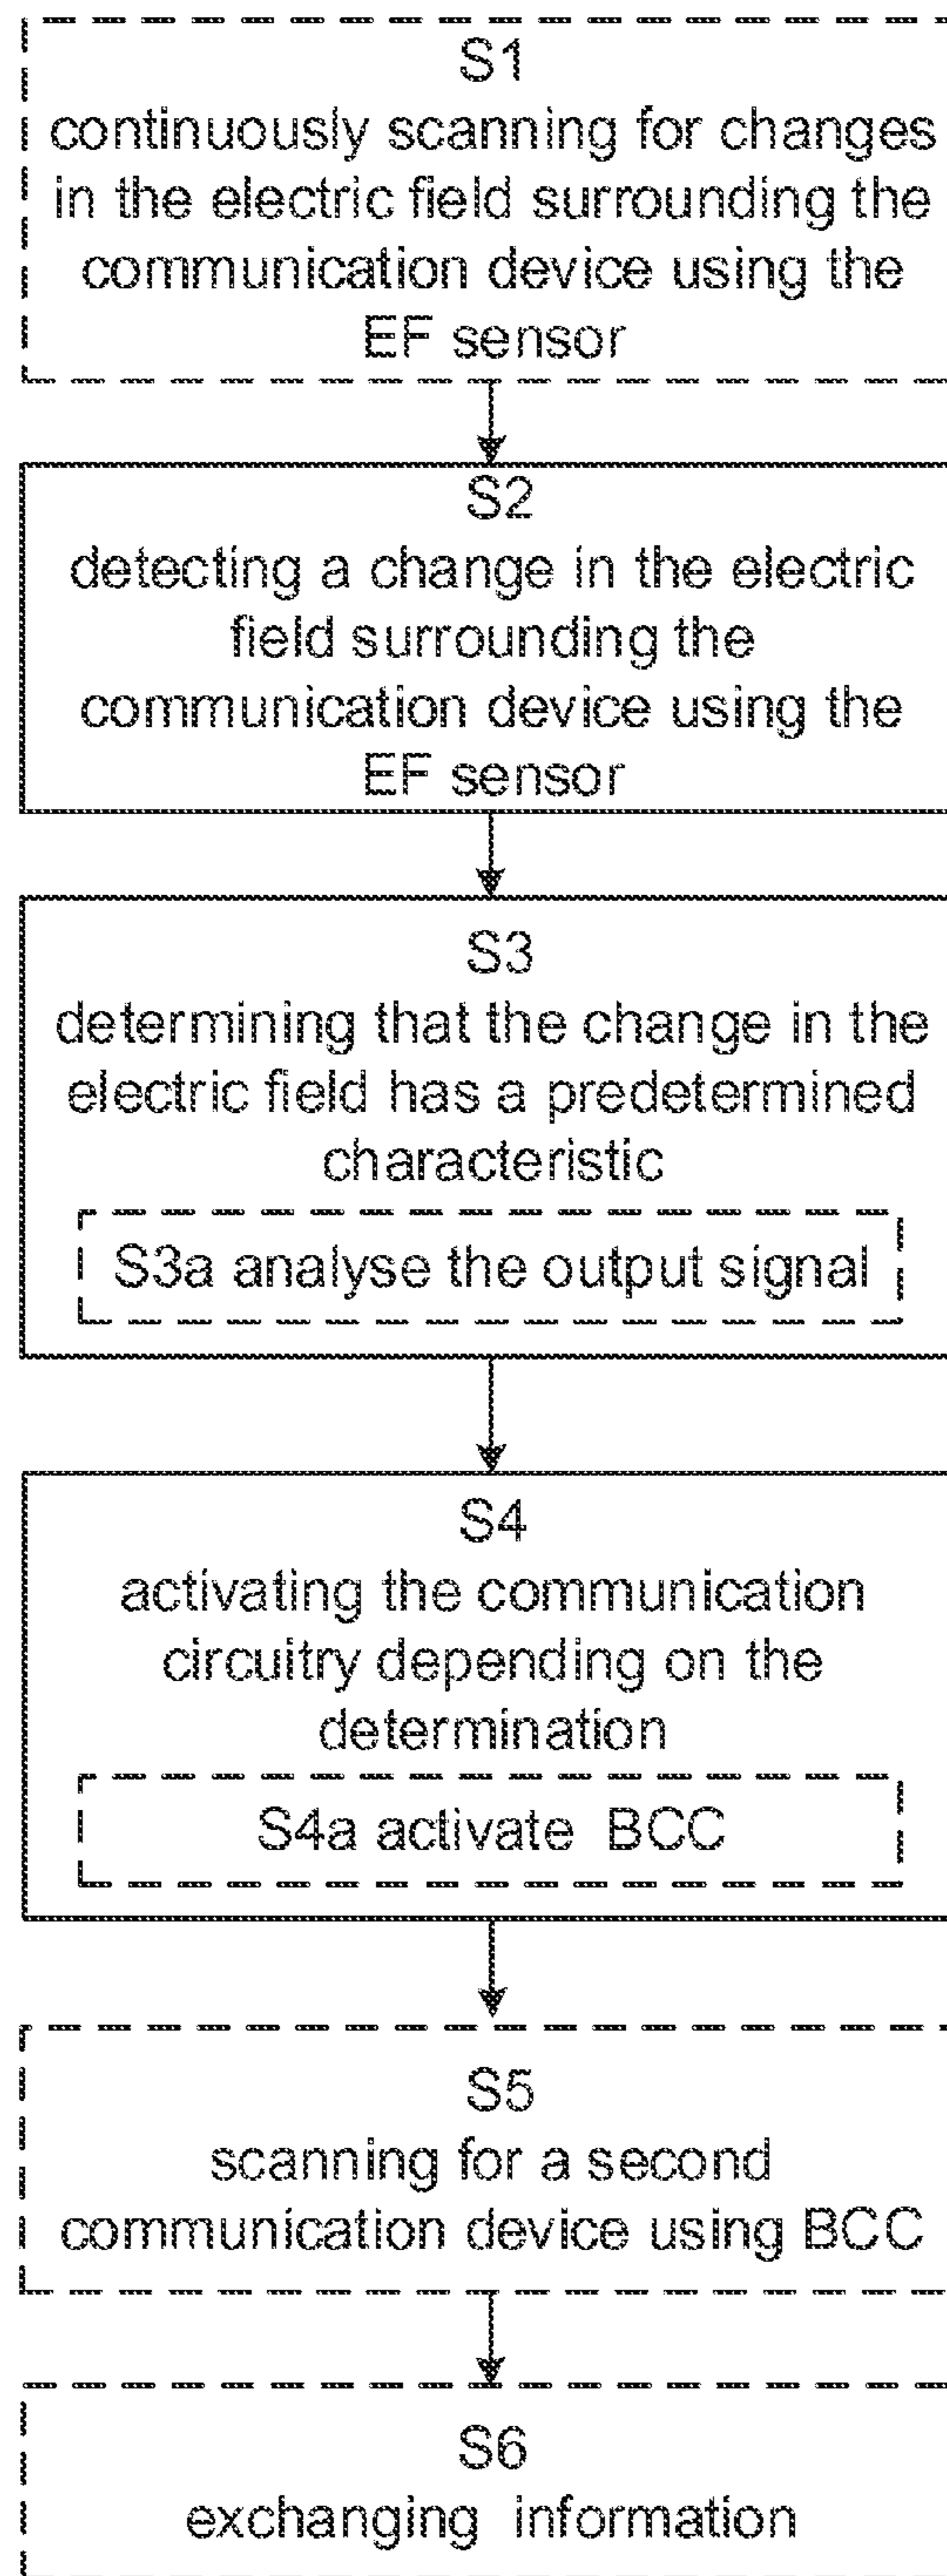 S1
continuously scanning for changes
in the electric field surrounding the
communication device using the
EF sensor
S2
detecting a change in the electric
field surrounding the
communication device using the
EF sensor
S3
determining that the change in the
electric field has a predetermined
characteristic
S3a analyse the output signal
S4
activating the communication
circuitry depending on the
determination
S4a activate BCC
S5
scanning for a second
communication device using BCC
S6
exchanging information